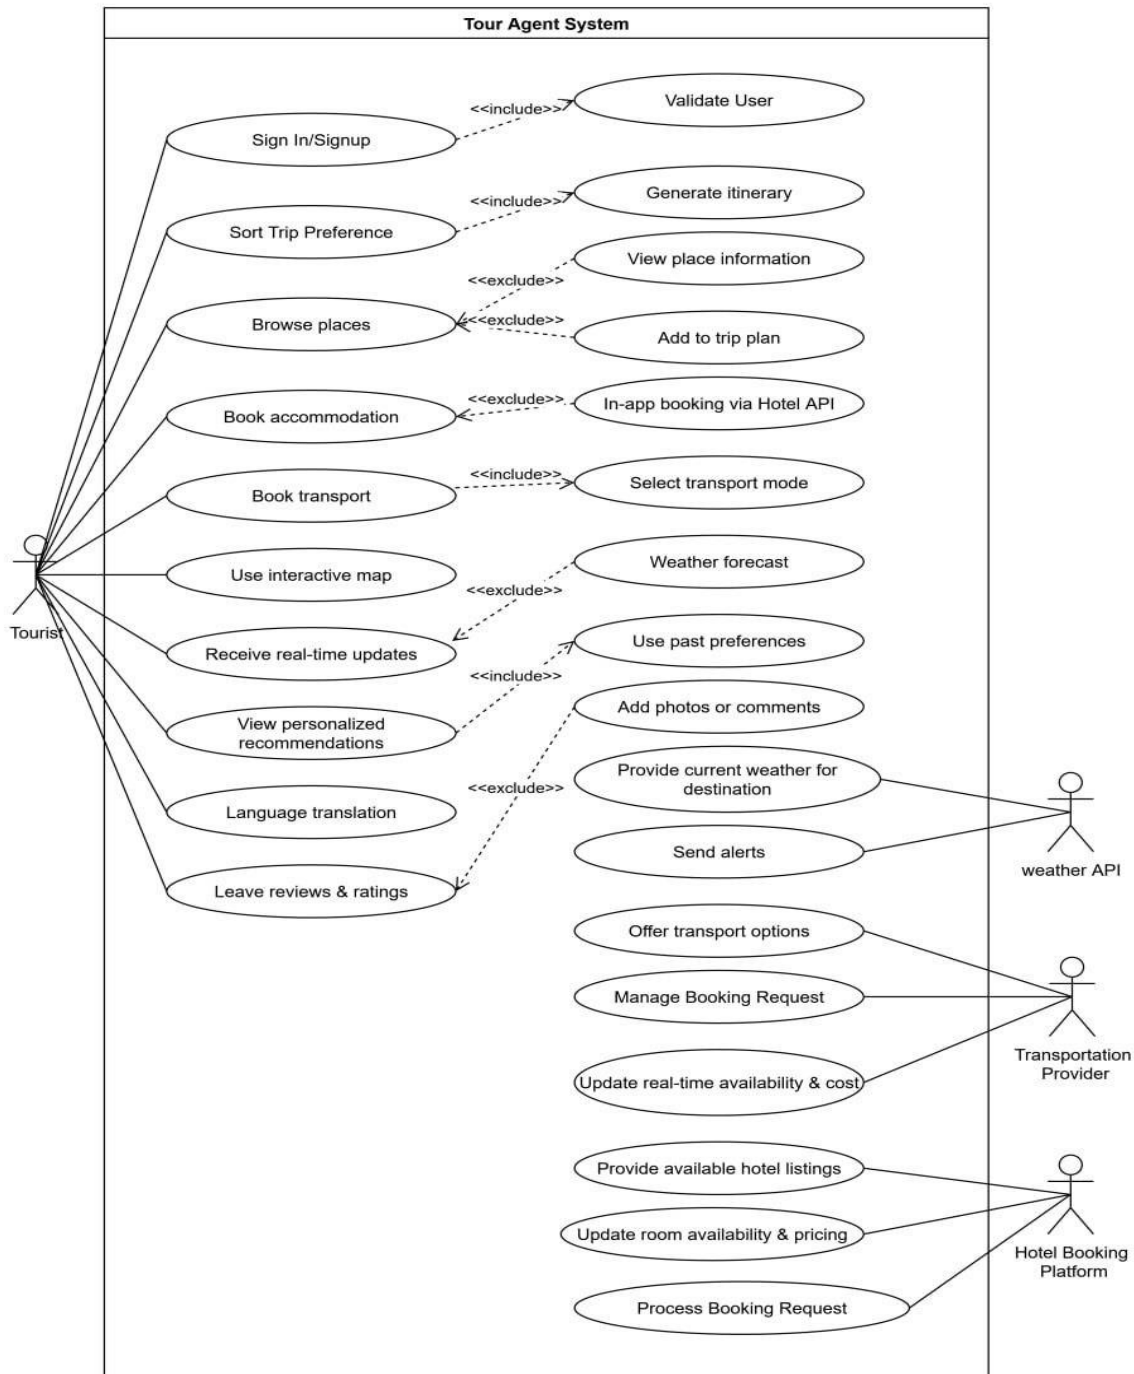 Tour Agent System
<<include>>
Validate User
Sign In/Signup
<<include>>
Generate itinerary
Sort Trip Preference
View place information
<<exclude>>
Browse places
<<exclude>>
Add to trip plan
<<exclude>>
In-app booking via Hotel API
Book accommodation
<<include>>
Select transport mode
Book transport
Weather forecast
Use interactive map
<<exclude>>
Tourist
Use past preferences
Receive real-time updates
<<include>>
Add photos or comments
View personalized
recommendations
Provide current weather for
destination
<<exclude>>
Language translation
Send alerts
weather API
Leave reviews & ratings
Offer transport options
Manage Booking Request
Transportation
Provider
Update real-time availability & cost
Provide available hotel listings
Update room availability & pricing
Hotel Booking
Platform
Process Booking Request